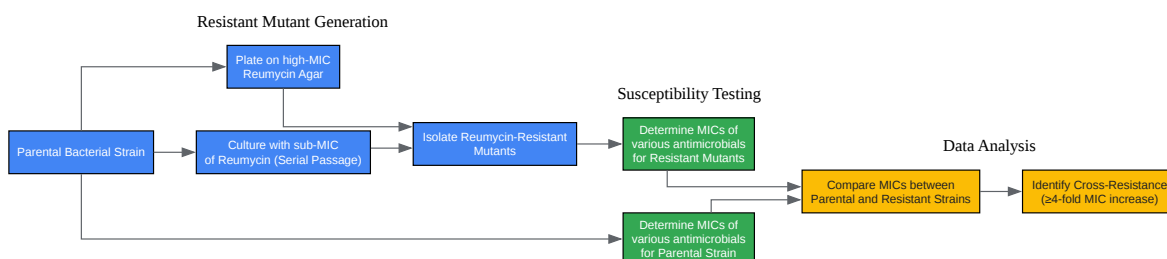 Resistant Mutant Generation
Plate on high-MIC
Reumycin Agar
Parental Bacterial Strain
Culture with sub-MIC
of Reumycin (Serial Passage)
Isolate Reumycin-Resistant
Mutants
Susceptibility Testing
Determine MICs of
various antimicrobials
for Resistant Mutants
Determine MICs of
various antimicrobials
for Parental Strain
Data Analysis
Compare MICs between
Parental and Resistant Strains
Identify Cross-Resistance
(≥4-fold MIC increase)